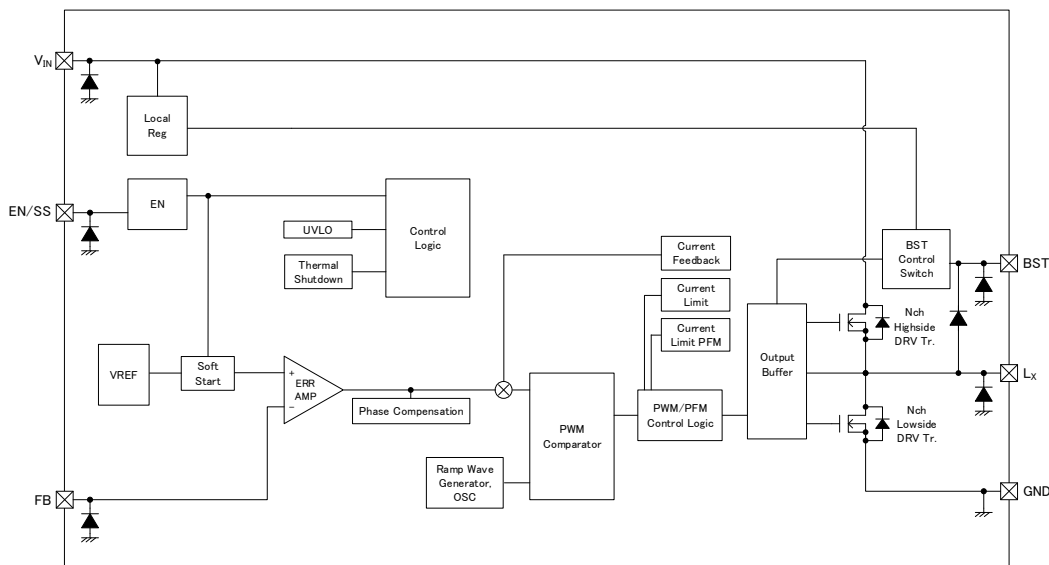 VIN
Local
Reg
EN/SS
EN
UVLO
Thermal
Shutdown
Control
Logic
Current
Feedback
BST
Control
Switch
BST
Current
Limit
Current
Limit PFM
Nch
Highside
DRV Tr.
VREF
Soft
Start
+
ERR
AMP
−
Phase Compensation
PWM
Comparator
PWM/PFM
Control Logic
Output
Buffer
LX
Nch
Lowside
DRV Tr.
Ramp Wave
Generator,
OSC
FB
GND